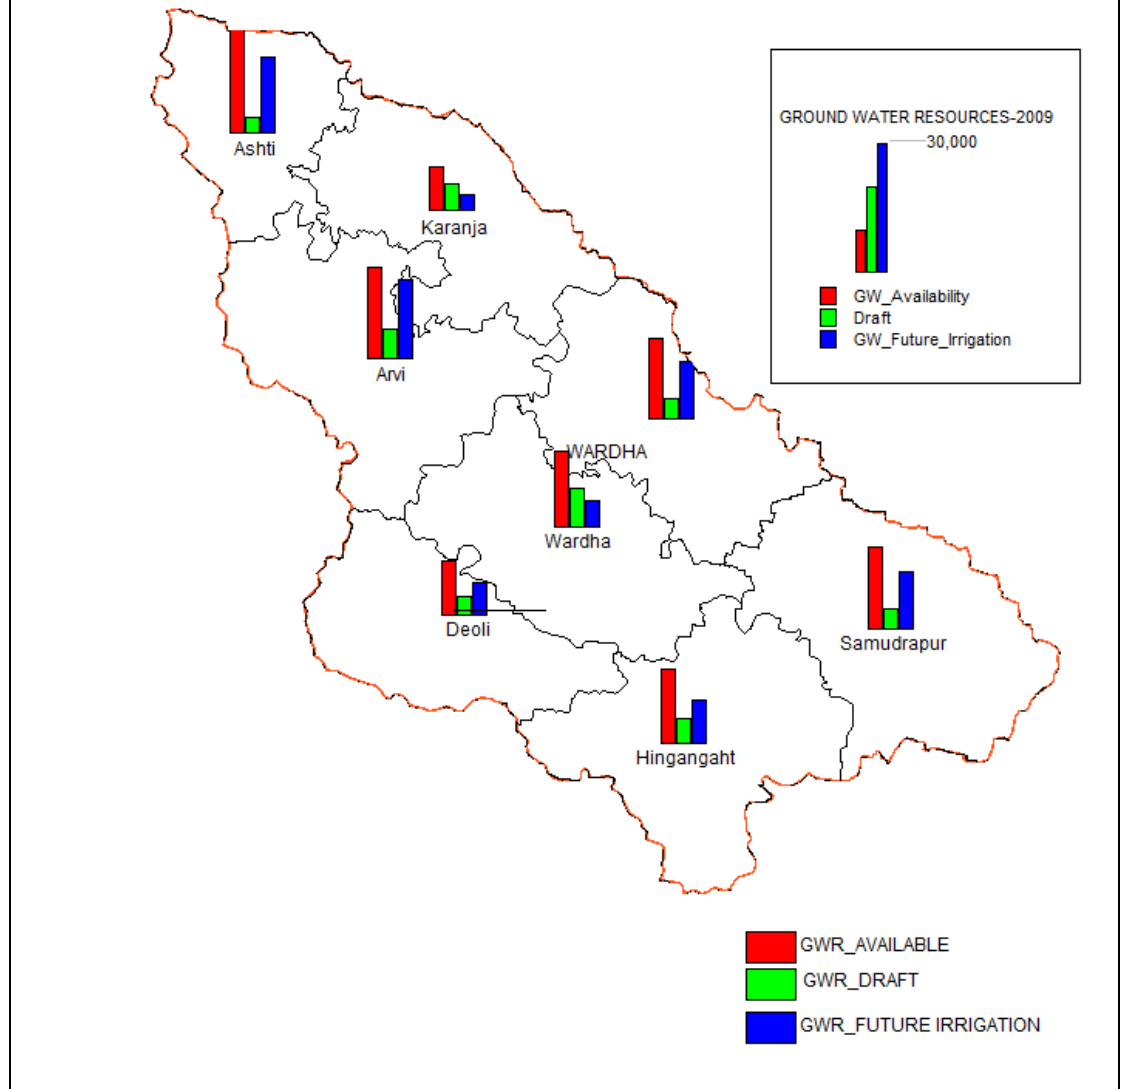 GROUND WATER RESOURCES-2009
30,000
Ashti
Karanja
GW_Availability
Draft
GW_Future_Irrigation
Arvi
WARDHA
Wardha
Deoli
Samudrapur
Hingangaht
GWR_AVAILABLE
GWR_DRAFT
GWR_FUTURE IRRIGATION